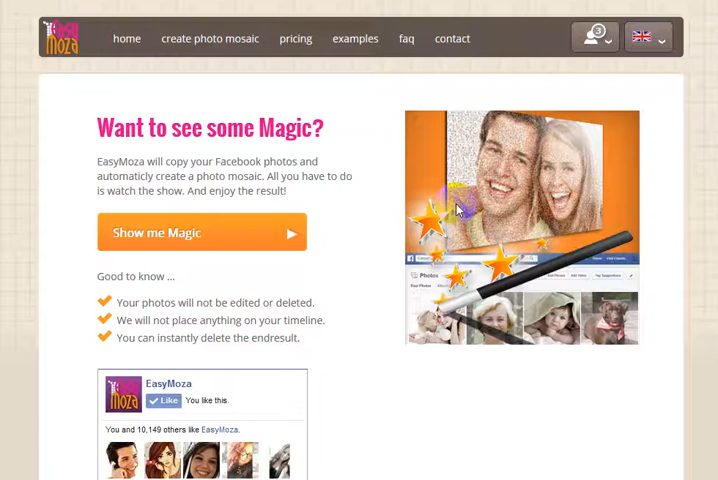 Easy
Moza
home create photo mosaic pricing examples faq contact
3
Want to see some Magic?
EasyMoza will copy your Facebook photos and
automaticly create a photo mosaic. All you have to do
is watch the show. And enjoy the result!
Show me Magic
Good to know ...
Your photos will not be edited or deleted.
We will not place anything on your timeline.
You can instantly delete the endresult.
Photos
EasyMoza
Like You like this.
You and 10,149 others like EasyMoza.